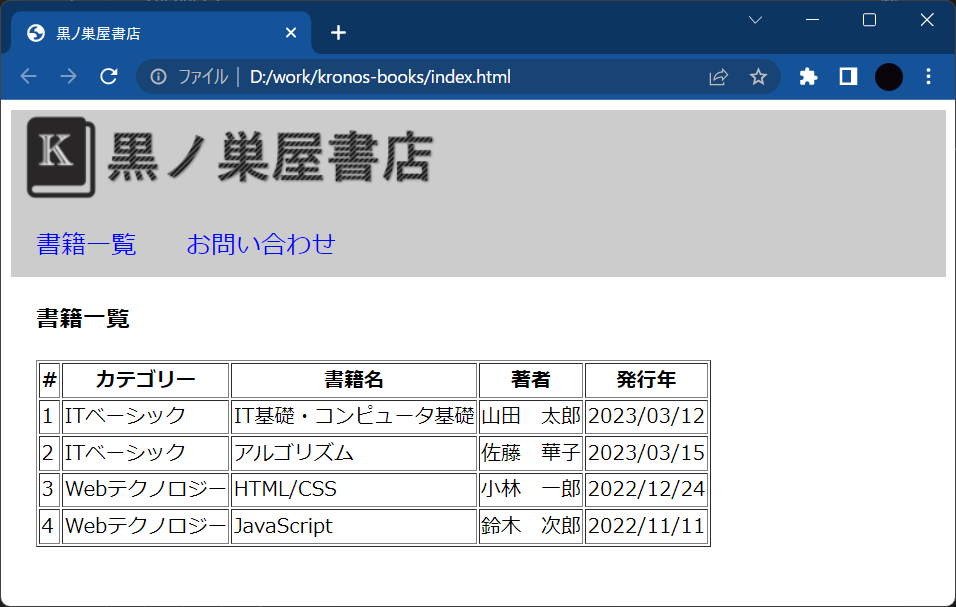 黒ノ巣屋書店
ファイル | D:/work/kronos-books/index.html
K 黒ノ巣屋書店
書籍一覧 お問い合わせ
書籍一覧
# カテゴリー 書籍名 著者 発行年
1 ITベーシック IT基礎・コンピュータ基礎 山田　太郎 2023/03/12
2 ITベーシック アルゴリズム 佐藤　華子 2023/03/15
3 Webテクノロジー HTML/CSS 小林　一郎 2022/12/24
4 Webテクノロジー JavaScript 鈴木　次郎 2022/11/11